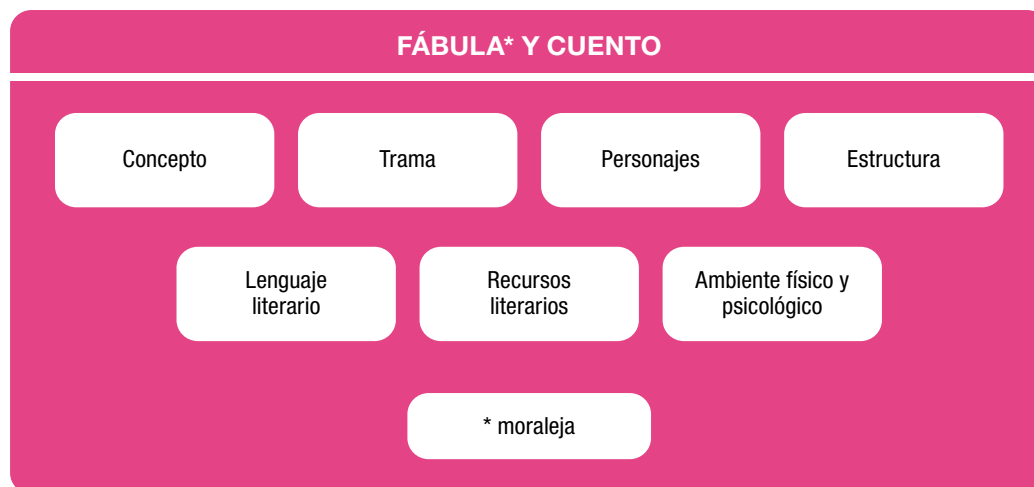 FÁBULA* Y CUENTO
Concepto
Trama
Personajes
Estructura
Lenguaje
literario
Recursos
literarios
Ambiente físico y
psicológico
* moraleja